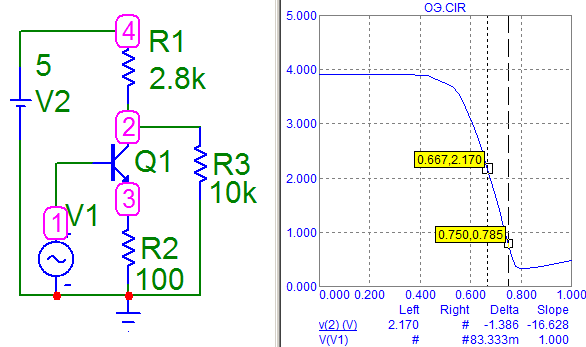 4
R1
2.8k
5
V2
2
Q1
R3
10k
3
1
V1
R2
100
ОЭ.CIR
5.000
4.000
3.000
2.000
1.000
0.000
0.667,2.170
0.750,0.785
0.000 0.200 0.400 0.600 0.800 1.000
Left Right Delta Slope
v(2) (V) 2.170 # -1.386 -16.628
V(V1) # #83.333m 1.000